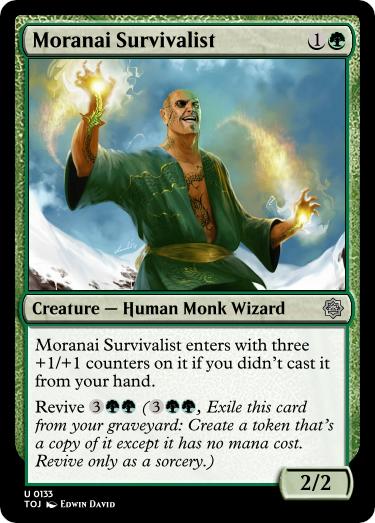 Moranai Survivalist 1
Creature — Human Monk Wizard
Moranai Survivalist enters with three
+1/+1 counters on it if you didn't cast it
from your hand.
Revive 3 (3, Exile this card
from your graveyard: Create a token that's
a copy of it except it has no mana cost.
Revive only as a sorcery.)
2/2
U 0133
TOJ Edwin David